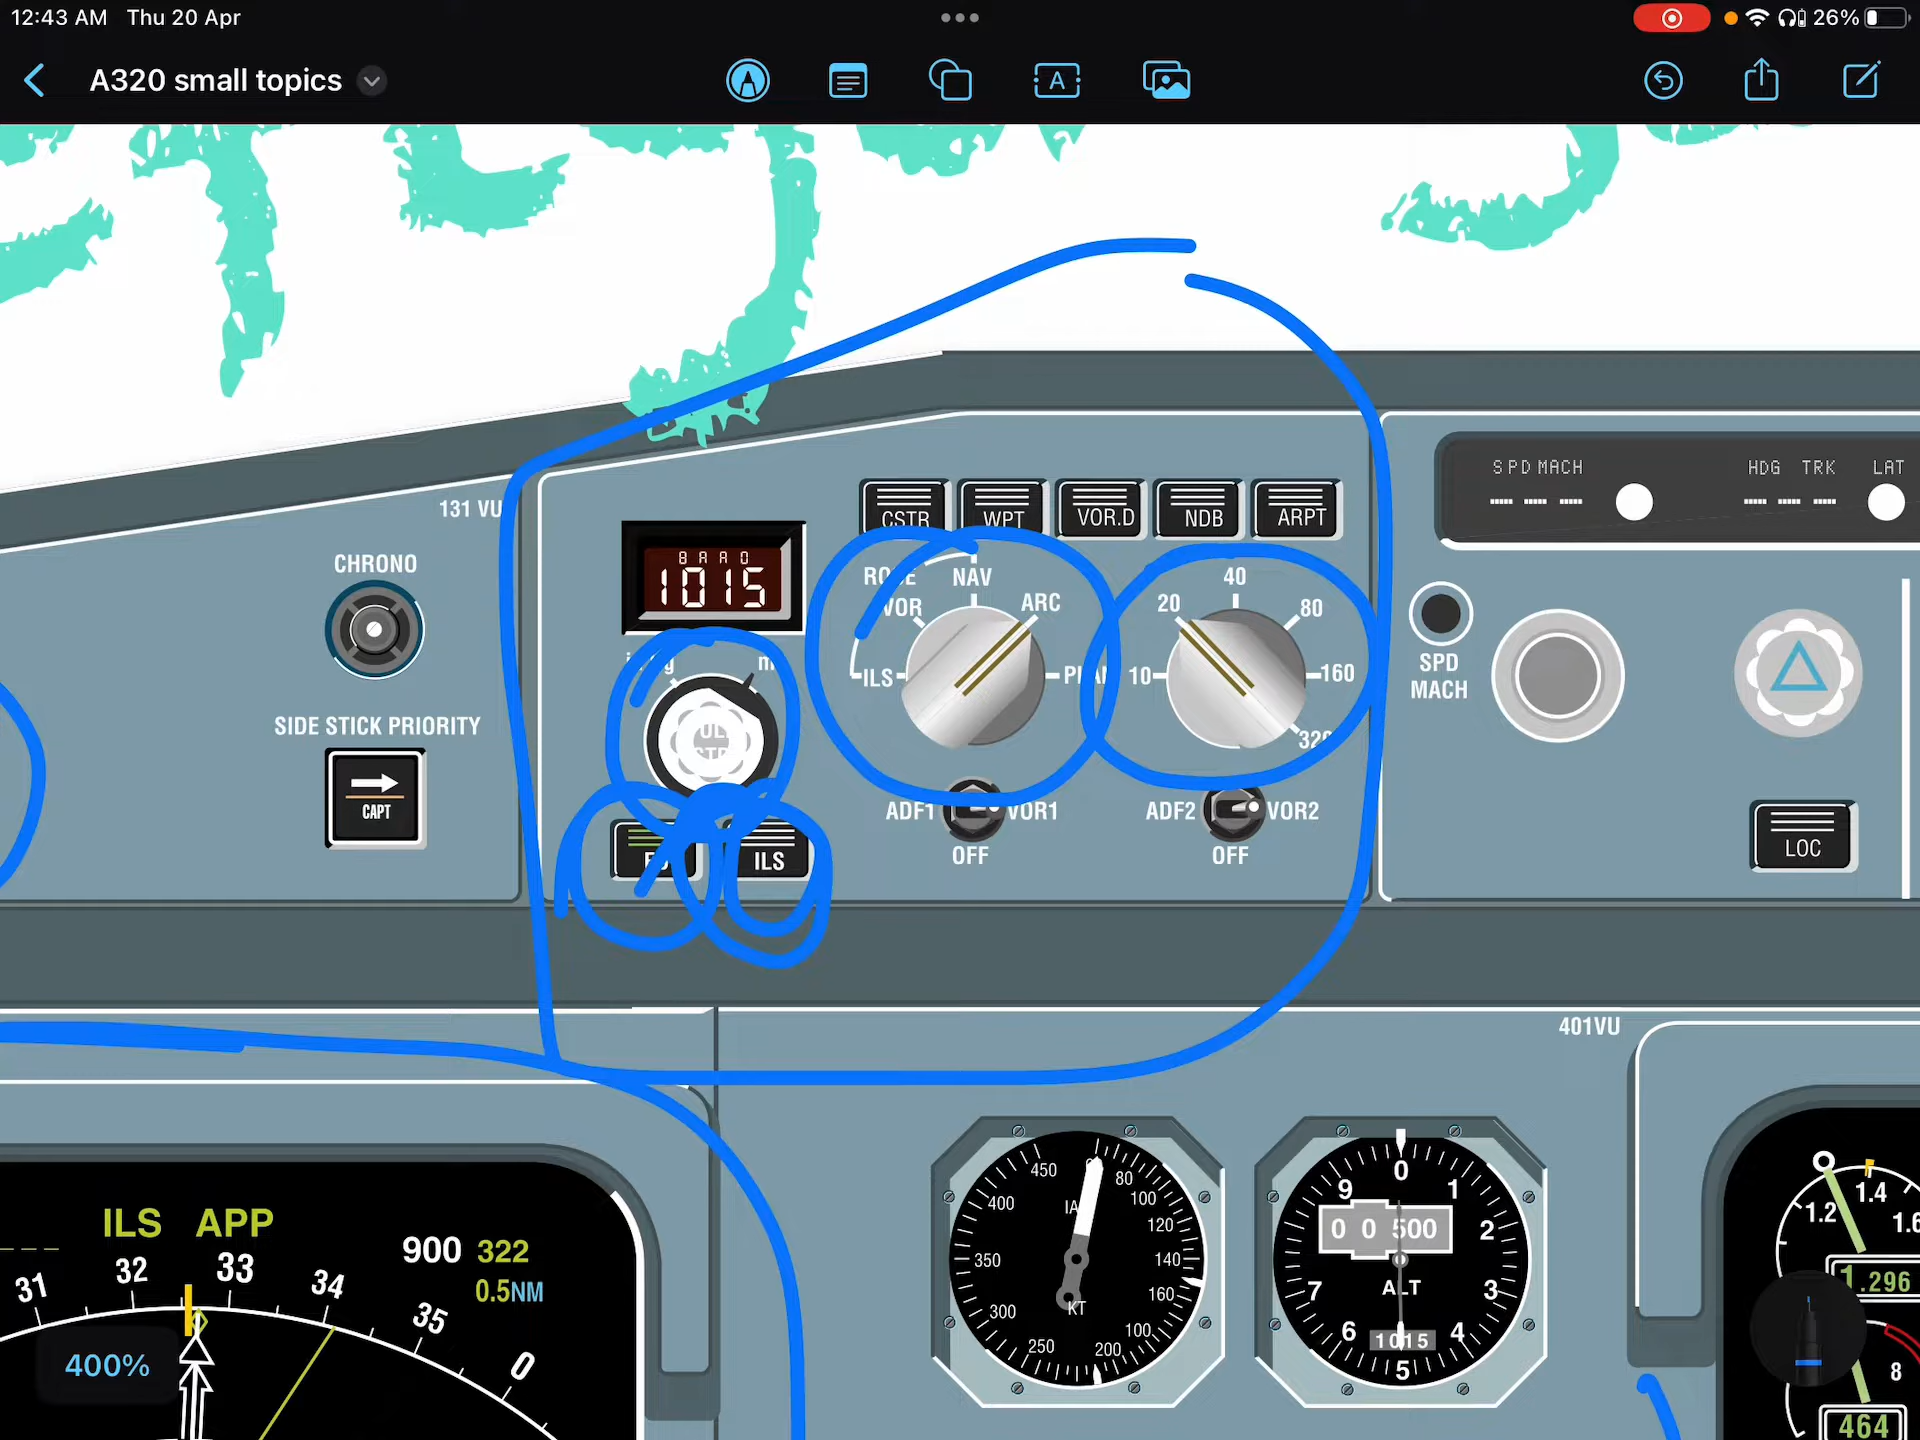 12:43 AM Thu 20 Apr
26%
A320 small topics
131 VU
CHRONO
SIDE STICK PRIORITY
CAPT
BARO
1015
CSTR WPT VOR.D NDB ARPT
NAV
VOR
ARC
ILS
40
20
80
10
160
ILS
ADF1 VOR1
OFF
ADF2 VOR2
OFF
SPD MACH
HDG TRK
LAT
SPD
MACH
LOC
401VU
ILS APP
900 322
0.5NM
31 32 33 34 35 0
400%
450
80
400
100
120
350
140
300
160
KT
100
250
200
0
9 1
0 0 500
2
7
ALT
3
6
1015
4
5
1.2
1.4
1.6
1.296
8
464